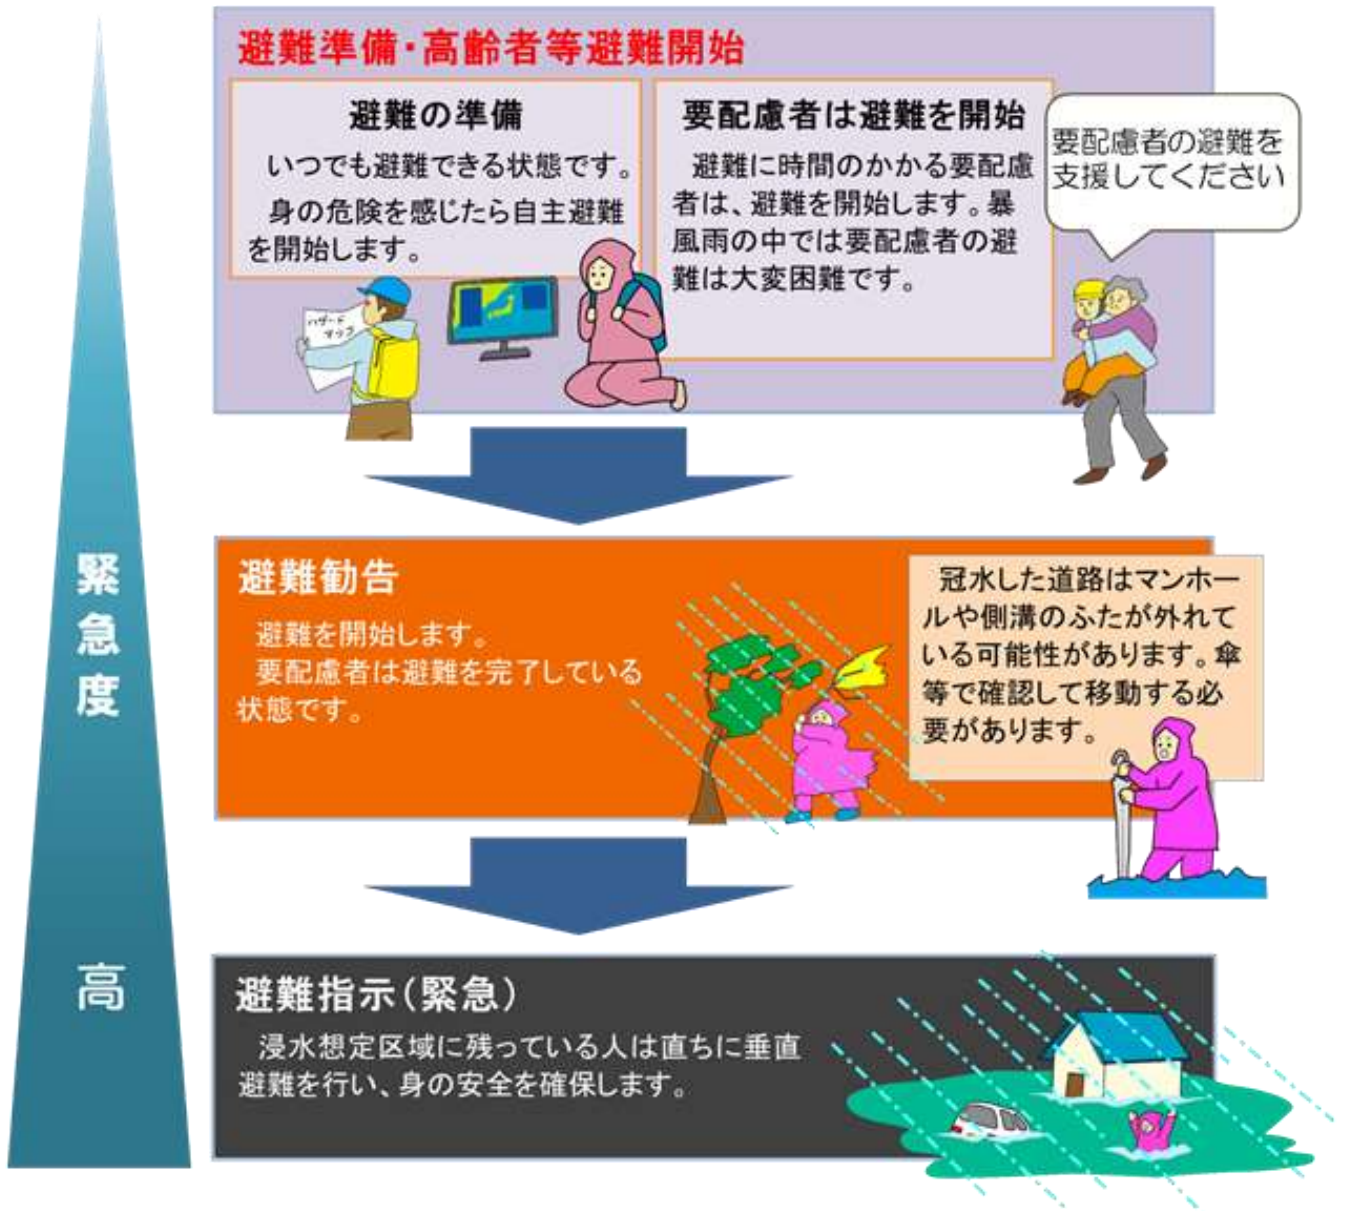 避難準備・高齢者等避難開始
避難の準備
いつでも避難できる状態です。
身の危険を感じたら自主避難
を開始します。
要配慮者は避難を開始
避難に時間のかかる要配慮
者は、避難を開始します。暴
風雨の中では要配慮者の避
難は大変困難です。
要配慮者の避難を
支援してください
ハザード
マップ
緊急度
高
避難勧告
避難を開始します。
要配慮者は避難を完了している
状態です。
冠水した道路はマンホー
ルや側溝のふたが外れて
いる可能性があります。傘
等で確認して移動する必
要があります。
避難指示(緊急)
浸水想定区域に残っている人は直ちに垂直
避難を行い、身の安全を確保します。